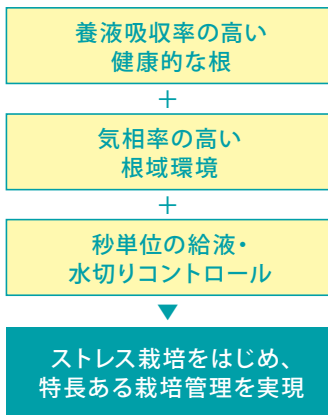 養液吸収率の高い
健康的な根
＋
気相率の高い
根域環境
＋
秒単位の給液・
水切りコントロール
▼
ストレス栽培をはじめ、
特長ある栽培管理を実現